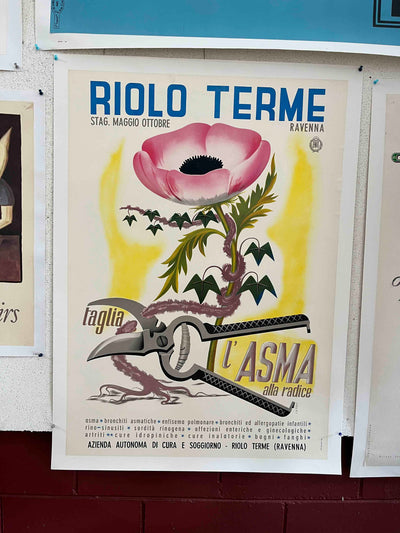 RIOLO TERME
STAG. MAGGIO OTTOBRE
RAVENNA
taglia
l'ASMA
alla radice
asma • bronchiti asmatiche • enfisema polmonare • bronchiti ed allergopatie infantili
rino-sinusiti • sordità rinogena • affezioni enteriche e ginecologiche
artriti •• cure idropiniche • cure inalatorie • bagni • fanghi
AZIENDA AUTONOMA DI CURA E SOGGIORNO - RIOLO TERME (RAVENNA)
irs